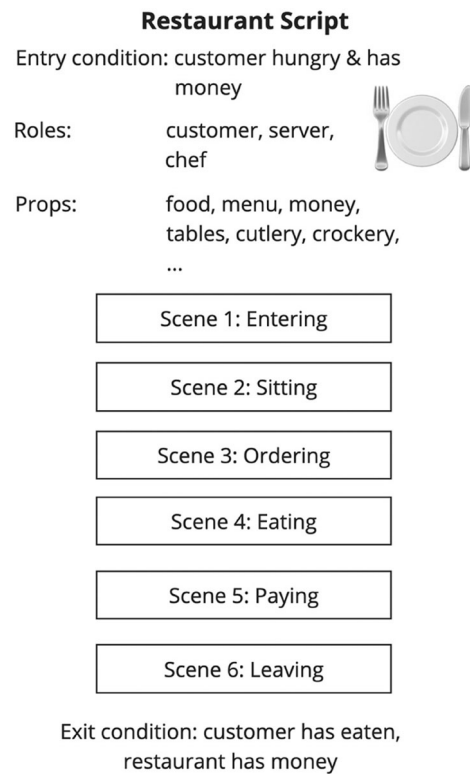 Restaurant Script
Entry condition: customer hungry & has
money
Roles: customer, server,
chef
Props: food, menu, money,
tables, cutlery, crockery,
...
Scene 1: Entering
Scene 2: Sitting
Scene 3: Ordering
Scene 4: Eating
Scene 5: Paying
Scene 6: Leaving
Exit condition: customer has eaten,
restaurant has money